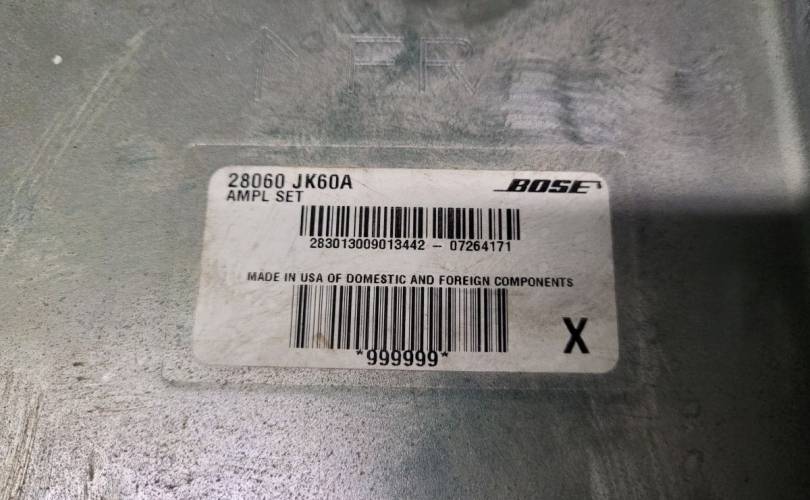 28060 JK60A
BOSE
AMPL SET
283013009013442 - 07264171
MADE IN USA OF DOMESTIC AND FOREIGN COMPONENTS
*999999*
X